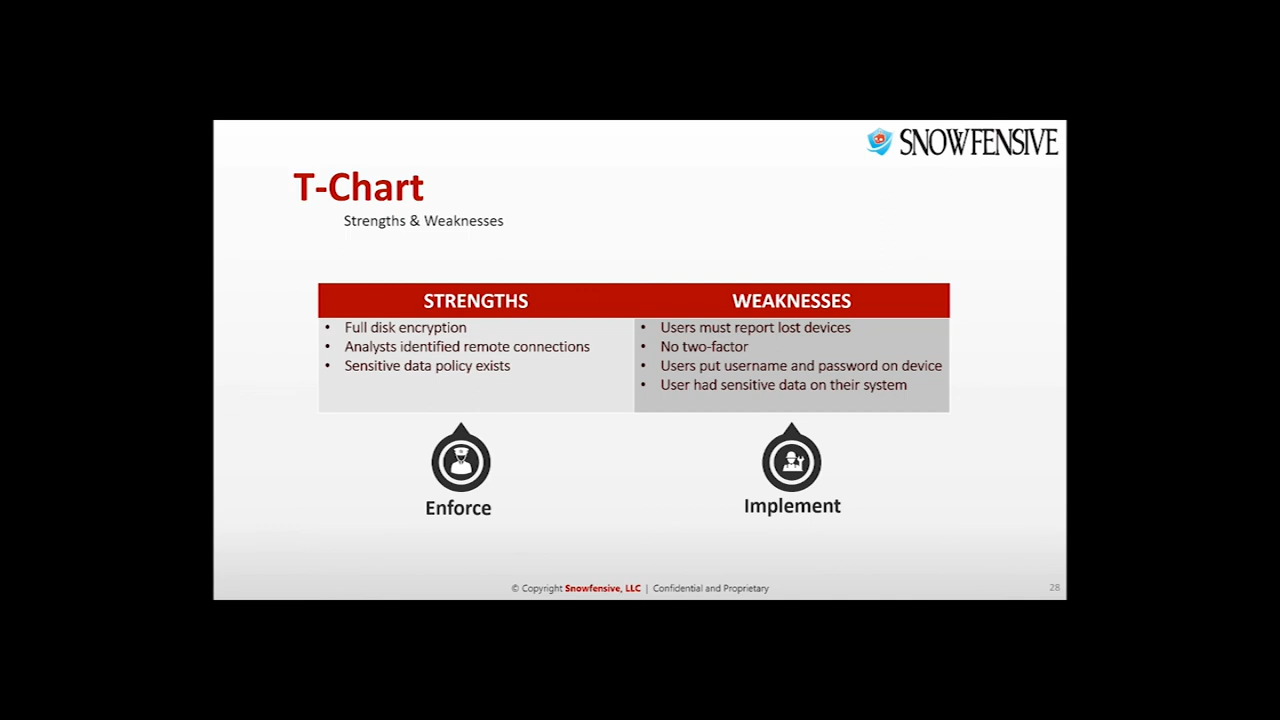 SNOWFENSIVE
T-Chart
Strengths & Weaknesses
STRENGTHS
• Full disk encryption
• Analysts identified remote connections
• Sensitive data policy exists
WEAKNESSES
• Users must report lost devices
• No two-factor
• Users put username and password on device
• User had sensitive data on their system
Enforce
Implement
© Copyright Snowfensive, LLC | Confidential and Proprietary
28